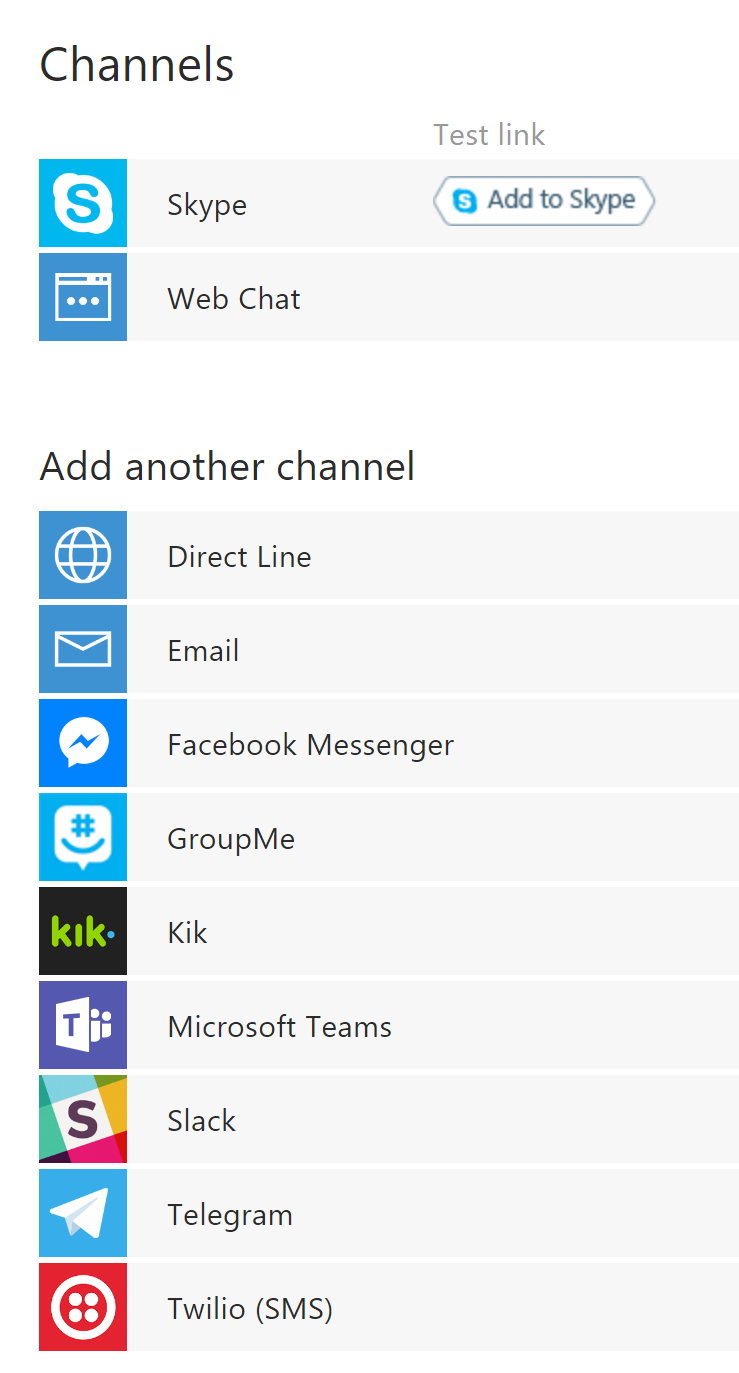 Channels
Test link
Skype
S Add to Skype
Web Chat
Add another channel
Direct Line
Email
Facebook Messenger
# GroupMe
kik. Kik
T Microsoft Teams
S Slack
Telegram
Twilio (SMS)